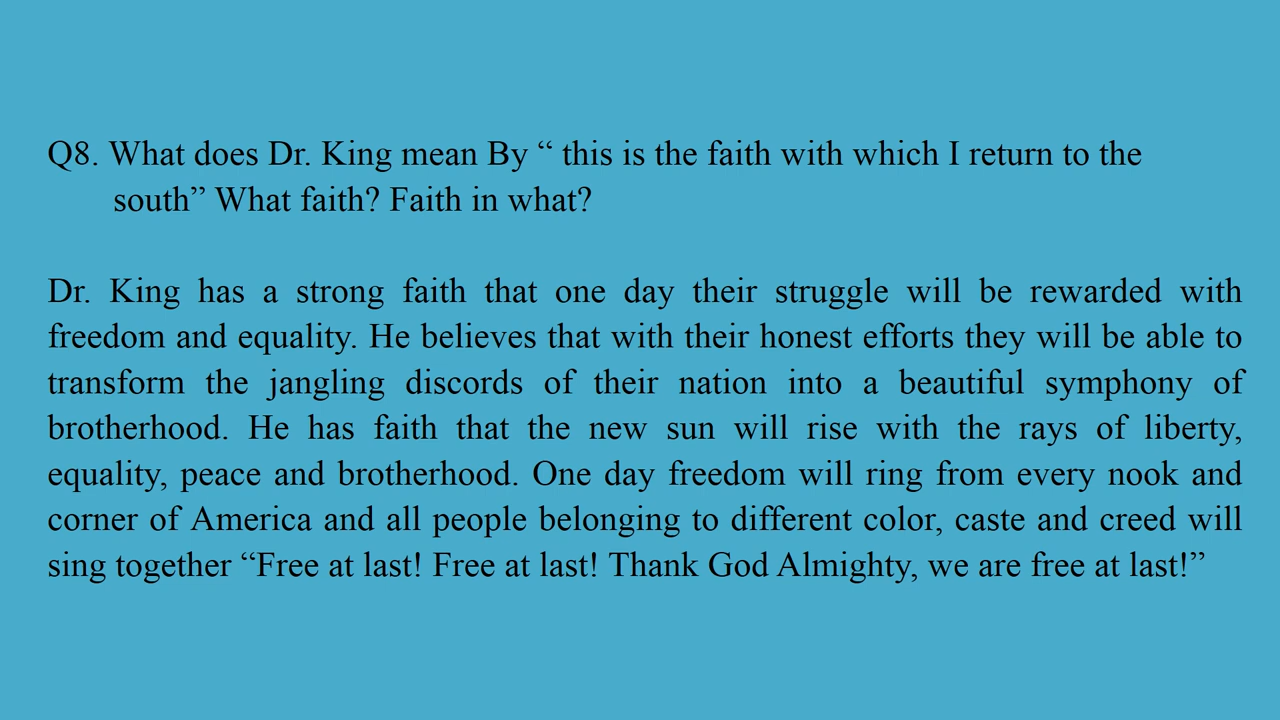 Q8. What does Dr. King mean By “ this is the faith with which I return to the
south” What faith? Faith in what?
Dr. King has a strong faith that one day their struggle will be rewarded with
freedom and equality. He believes that with their honest efforts they will be able to
transform the jangling discords of their nation into a beautiful symphony of
brotherhood. He has faith that the new sun will rise with the rays of liberty,
equality, peace and brotherhood. One day freedom will ring from every nook and
corner of America and all people belonging to different color, caste and creed will
sing together “Free at last! Free at last! Thank God Almighty, we are free at last!”